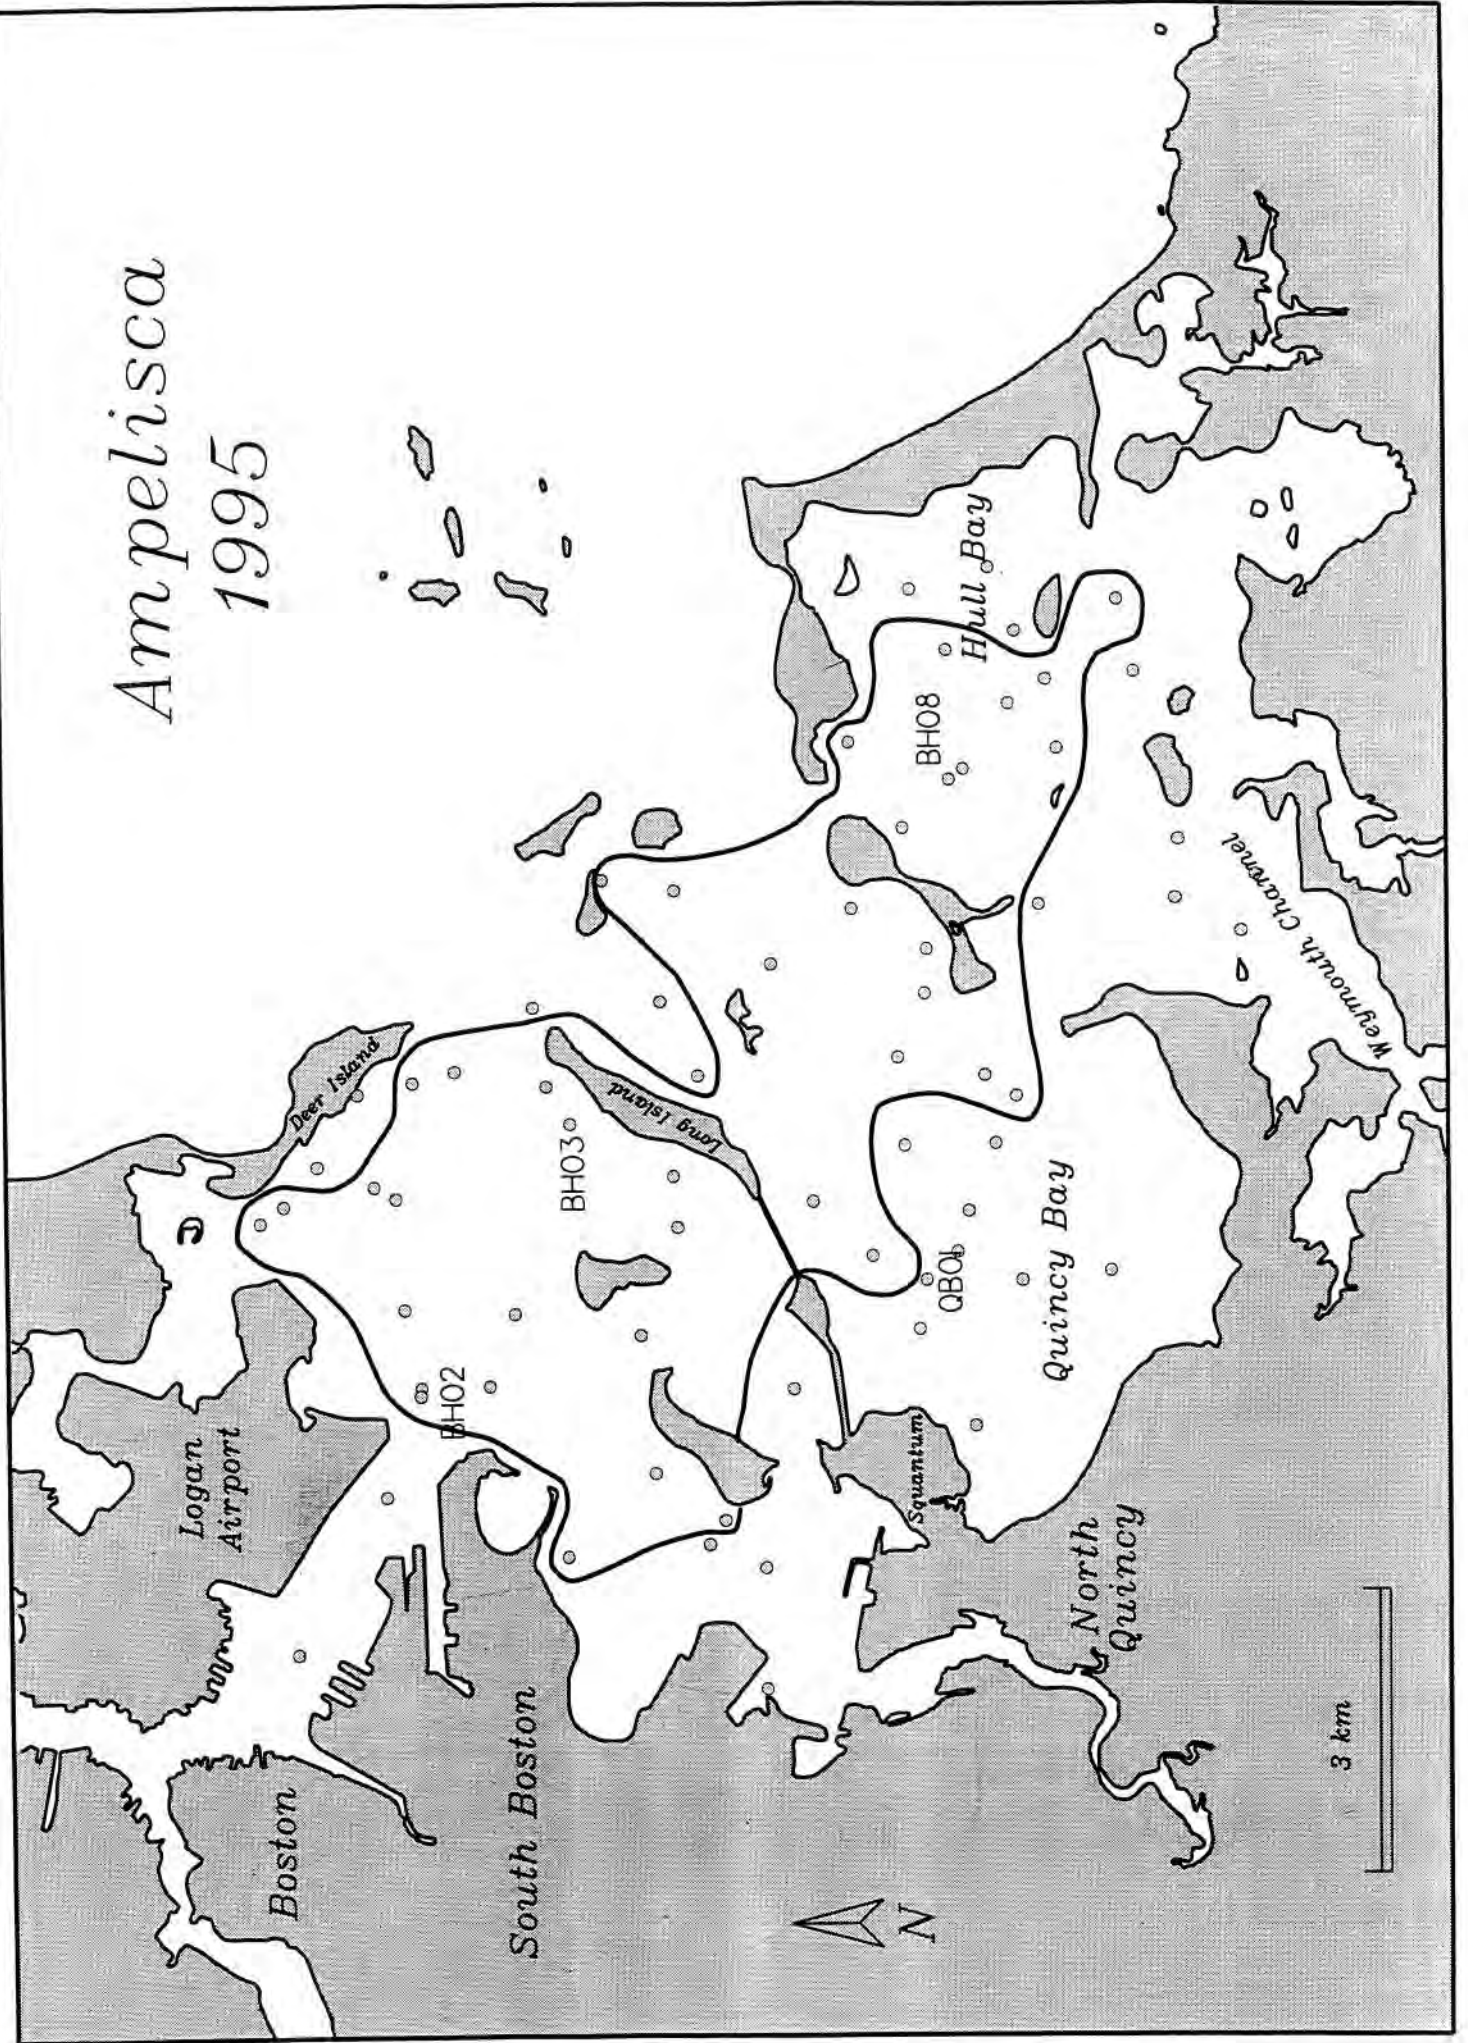 Ampelisca
1995
Hull Bay
BH08
Weymouth Channel
Deer Island
Long Island
BH03
Quincy Bay
BH02
Logan
Airport
Squantum
North
Quincy
South Boston
Boston
3 km
N